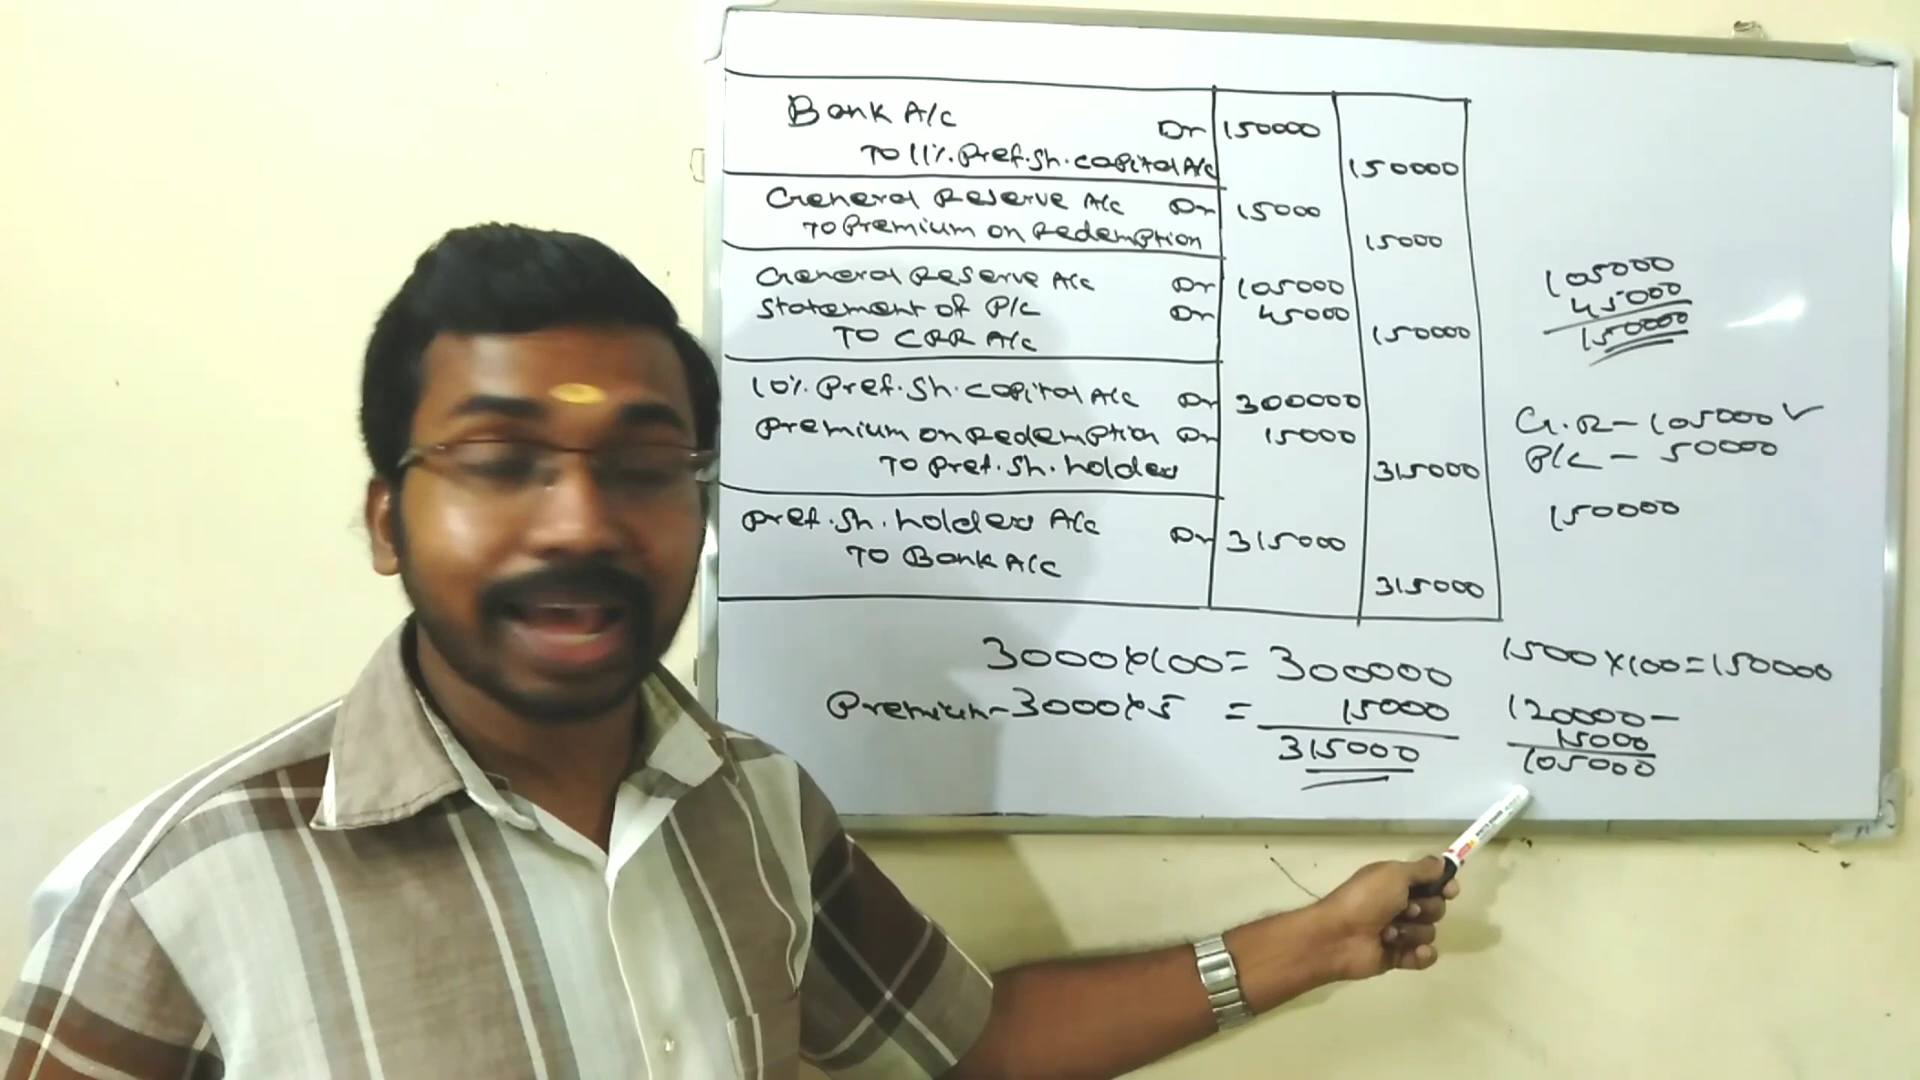 Bank A/c Dr 150000
To 11%.Pref.Sh.capital A/c 150000
General Reserve A/c Dr 15000
To Premium on Redemption 15000
General Reserve A/c Dr 105000
Statement of P/L Dr 45000
To CRR A/c 150000
10%.Pref.Sh.capital A/c Dr 300000
Premium on Redemption Dr 15000
To Pref.Sh.holders 315000
Pref.Sh.holders A/c Dr 315000
To Bank A/c 315000
105000
45000
150000
G.R-105000 ✓
P/L - 50000
150000
3000×100= 300000
Premium-3000×5 = 15000
315000
1500×100=150000
120000-
15000
105000